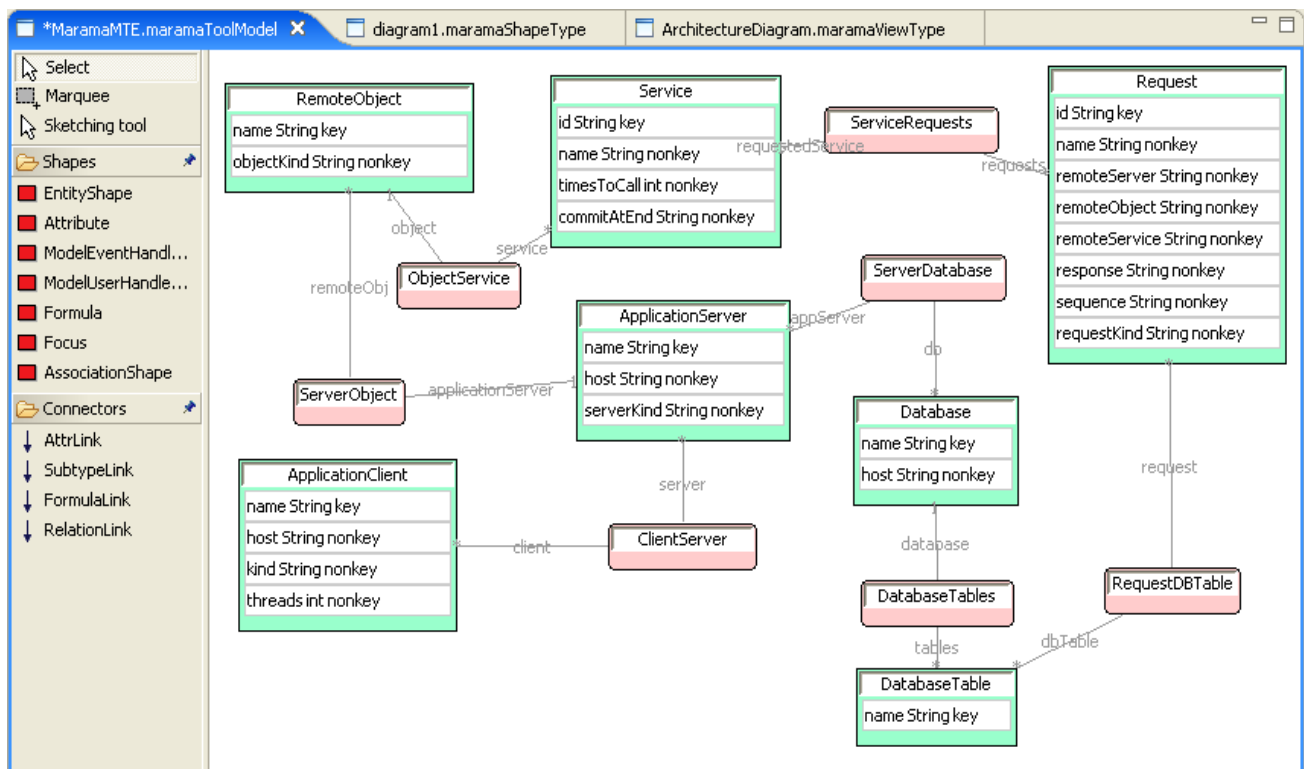 *MaramaMTE.maramaToolModel
diagram1.maramaShapeType
ArchitectureDiagram.maramaViewType
Select
Marquee
Sketching tool
Shapes
EntityShape
Attribute
ModelEventHandl...
ModelUserHandle...
Formula
Focus
AssociationShape
Connectors
AttrLink
SubtypeLink
FormulaLink
RelationLink
RemoteObject
name String key
objectKind String nonkey
*
1
object
remoteObj
Service
id String key
name String nonkey
timesToCall int nonkey
commitAtEnd String nonkey
*
service
ObjectService
requestedService
ServiceRequests
requests
*
Request
id String key
name String nonkey
remoteServer String nonkey
remoteObject String nonkey
remoteService String nonkey
response String nonkey
sequence String nonkey
requestKind String nonkey
*
ServerDatabase
appServer
*
db
*
ApplicationServer
name String key
host String nonkey
serverKind String nonkey
*
1
applicationServer
ServerObject
server
ApplicationClient
name String key
host String nonkey
kind String nonkey
threads int nonkey
*
client
ClientServer
Database
name String key
host String nonkey
1
database
request
DatabaseTables
RequestDBTable
tables
dbTable
*
*
DatabaseTable
name String key